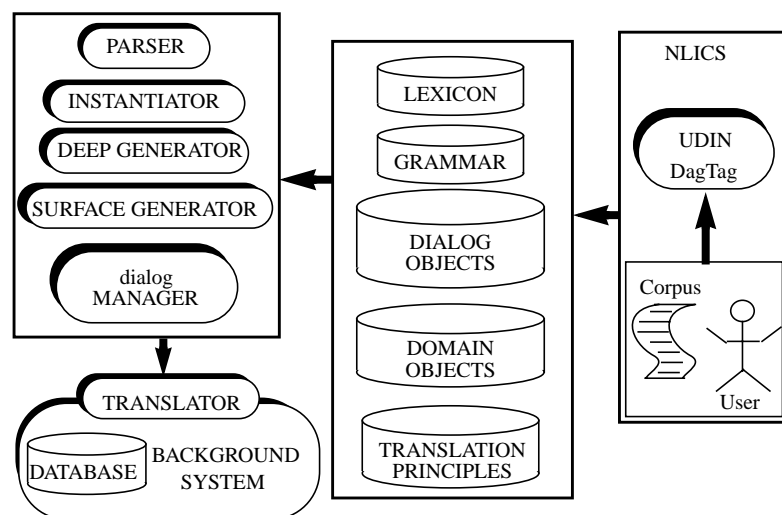 PARSER
INSTANTIATOR
DEEP GENERATOR
SURFACE GENERATOR
dialog
MANAGER
TRANSLATOR
DATABASE
BACKGROUND
SYSTEM
LEXICON
GRAMMAR
DIALOG
OBJECTS
DOMAIN
OBJECTS
TRANSLATION
PRINCIPLES
NLICS
UDIN
DagTag
Corpus
User